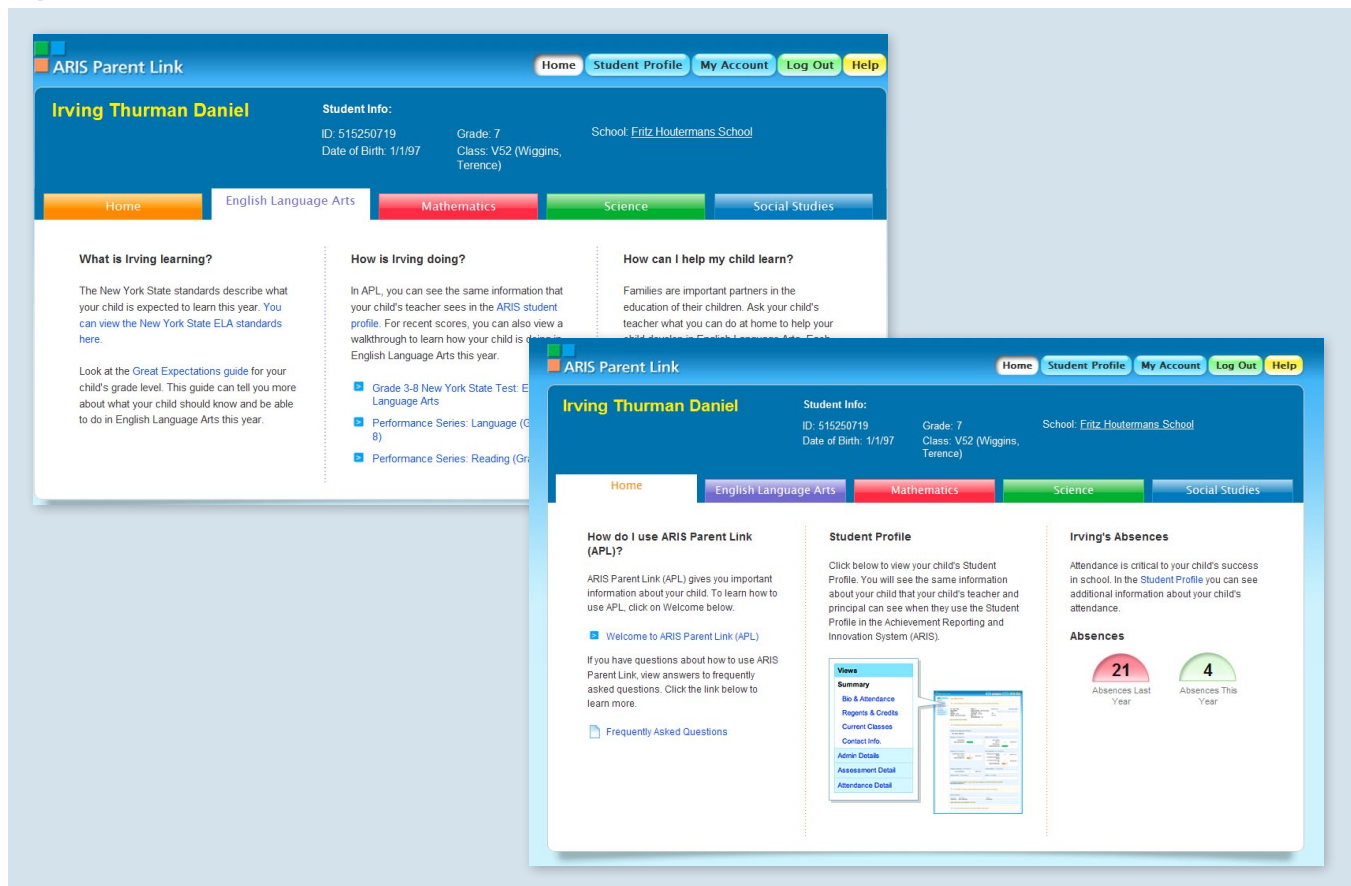 ARIS Parent Link
Home Student Profile My Account Log Out Help
Irving Thurman Daniel
Student Info:
ID: 515250719
Date of Birth: 1/1/97
Grade: 7
Class: V52 (Wiggins,
Terence)
School: Fritz Houtermans School
Home English Language Arts Mathematics Science Social Studies
What is Irving learning?
The New York State standards describe what
your child is expected to learn this year. You
can view the New York State ELA standards
here.
Look at the Great Expectations guide for your
child's grade level. This guide can tell you more
about what your child should know and be able
to do in English Language Arts this year.
How is Irving doing?
In APL, you can see the same information that
your child's teacher sees in the ARIS student
profile. For recent scores, you can also view a
walkthrough to learn how your child is doing in
English Language Arts this year.
Grade 3-8 New York State Test: E
Language Arts
Performance Series: Language (G
8)
Performance Series: Reading (Gra
How can I help my child learn?
Families are important partners in the
education of their children. Ask your child's
teacher what you can do at home to help your
child develop in English Language Arts. Each
ARIS Parent Link
Home Student Profile My Account Log Out Help
Irving Thurman Daniel
Student Info:
ID: 515250719
Date of Birth: 1/1/97
Grade: 7
Class: V52 (Wiggins,
Terence)
School: Fritz Houtermans School
Home English Language Arts Mathematics Science Social Studies
How do I use ARIS Parent Link
(APL)?
ARIS Parent Link (APL) gives you important
information about your child. To learn how to
use APL, click on Welcome below.
Welcome to ARIS Parent Link (APL)
If you have questions about how to use ARIS
Parent Link, view answers to frequently
asked questions. Click the link below to
learn more.
Frequently Asked Questions
Student Profile
Click below to view your child's Student
Profile. You will see the same information
about your child that your child's teacher and
principal can see when they use the Student
Profile in the Achievement Reporting and
Innovation System (ARIS).
Views
Summary
Bio & Attendance
Regents & Credits
Current Classes
Contact Info.
Admin Details
Assessment Detail
Attendance Detail
Irving's Absences
Attendance is critical to your child's success
in school. In the Student Profile you can see
additional information about your child's
attendance.
Absences
21
Absences Last
Year
4
Absences This
Year